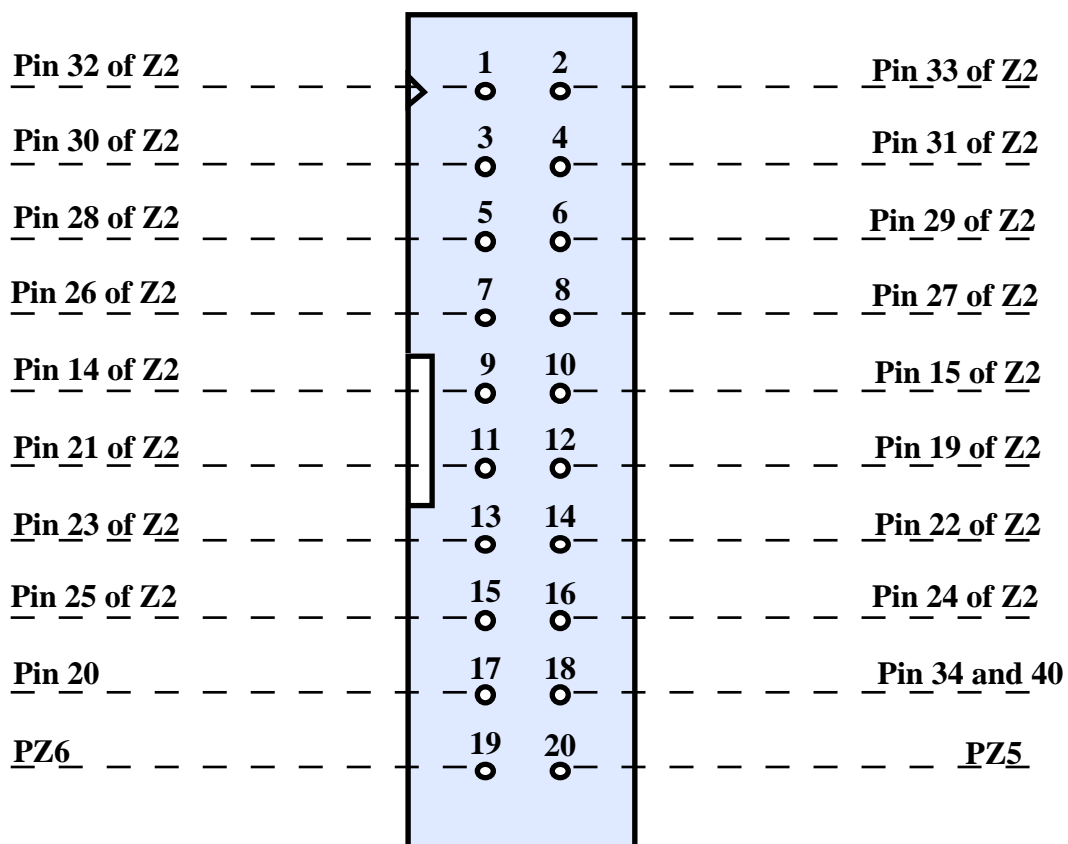 Pin 32 of Z2 1 2 Pin 33 of Z2
Pin 30 of Z2 3 4 Pin 31 of Z2
Pin 28 of Z2 5 6 Pin 29 of Z2
Pin 26 of Z2 7 8 Pin 27 of Z2
Pin 14 of Z2 9 10 Pin 15 of Z2
Pin 21 of Z2 11 12 Pin 19 of Z2
Pin 23 of Z2 13 14 Pin 22 of Z2
Pin 25 of Z2 15 16 Pin 24 of Z2
Pin 20 17 18 Pin 34 and 40
PZ6 19 20 PZ5